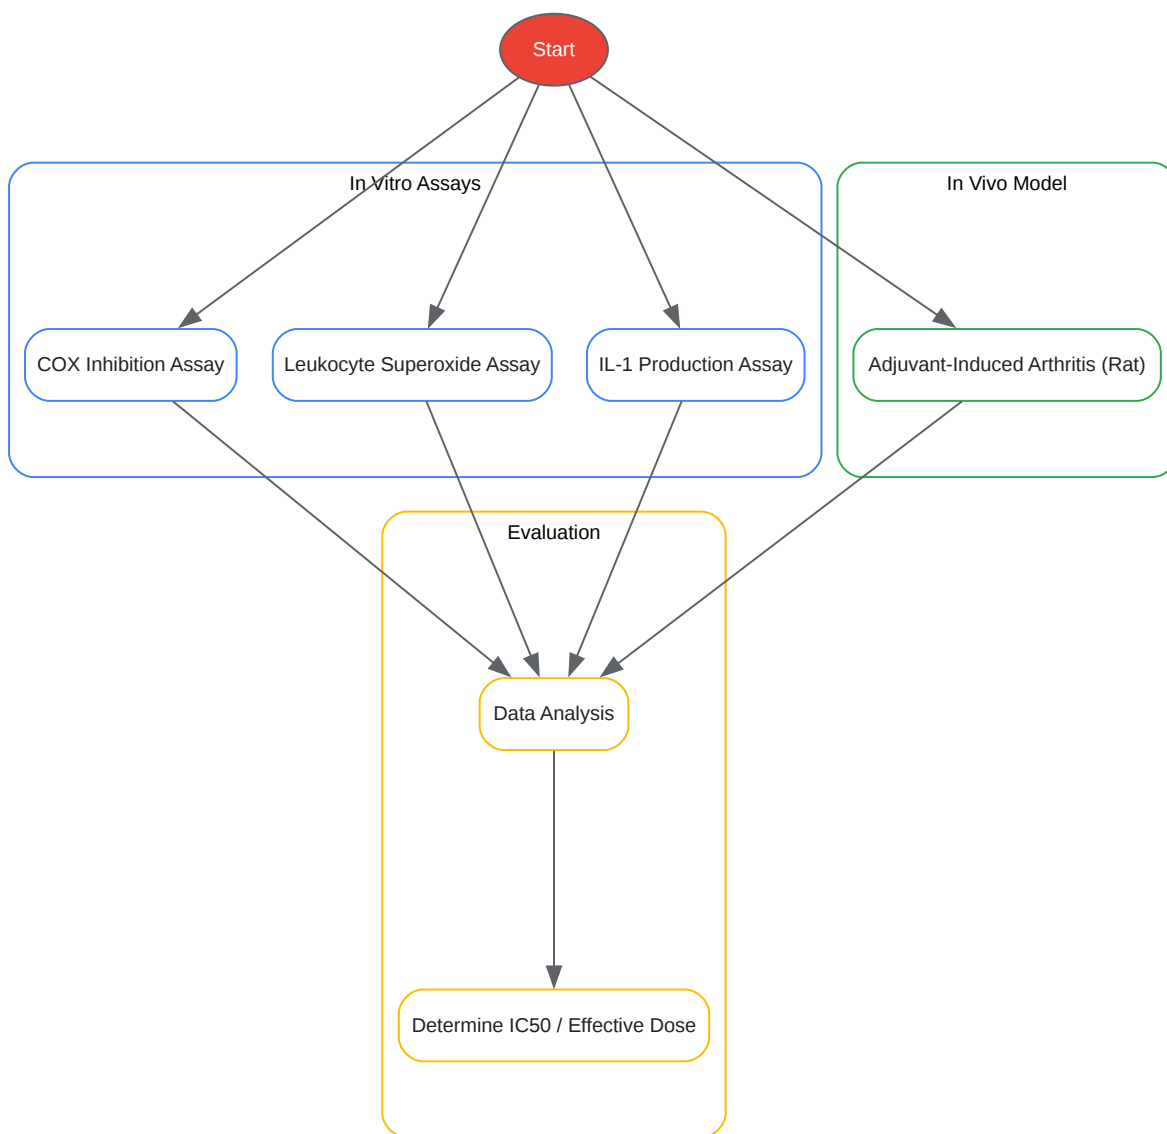 Start
In Vitro Assays
In Vivo Model
COX Inhibition Assay
Leukocyte Superoxide Assay
IL-1 Production Assay
Adjuvant-Induced Arthritis (Rat)
Evaluation
Data Analysis
Determine IC50 / Effective Dose